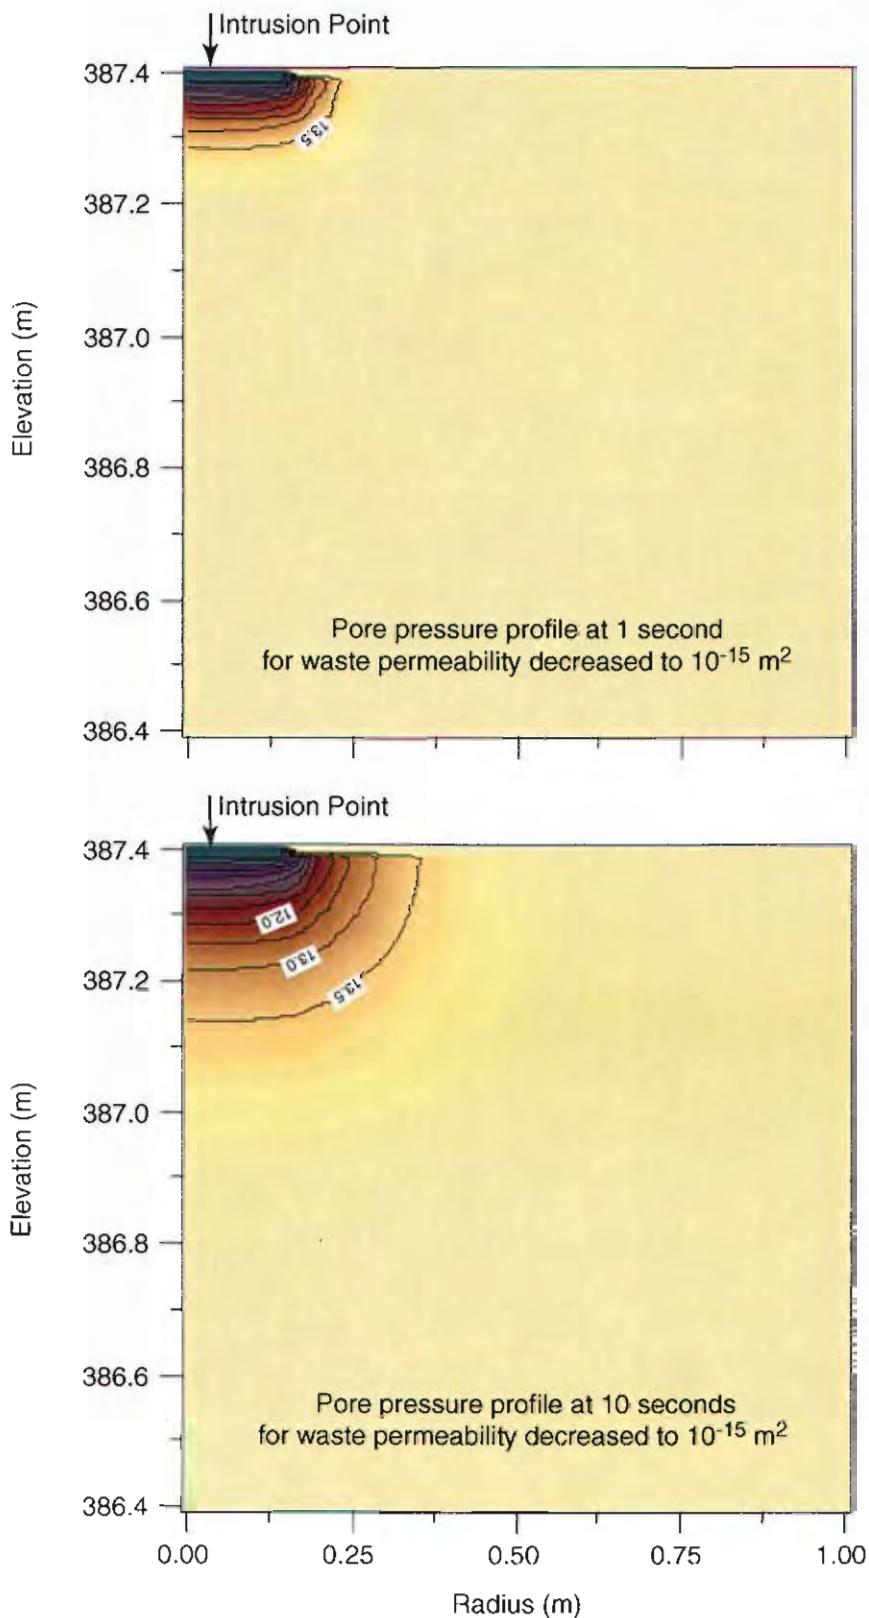 Intrusion Point
387.4
13.5
387.2
387.0
Elevation (m)
386.8
386.6
Pore pressure profile at 1 second
for waste permeability decreased to 10⁻¹⁵ m²
386.4
Intrusion Point
387.4
12.0
13.0
13.5
387.2
387.0
Elevation (m)
386.8
386.6
Pore pressure profile at 10 seconds
for waste permeability decreased to 10⁻¹⁵ m²
386.4
0.00 0.25 0.50 0.75 1.00
Radius (m)